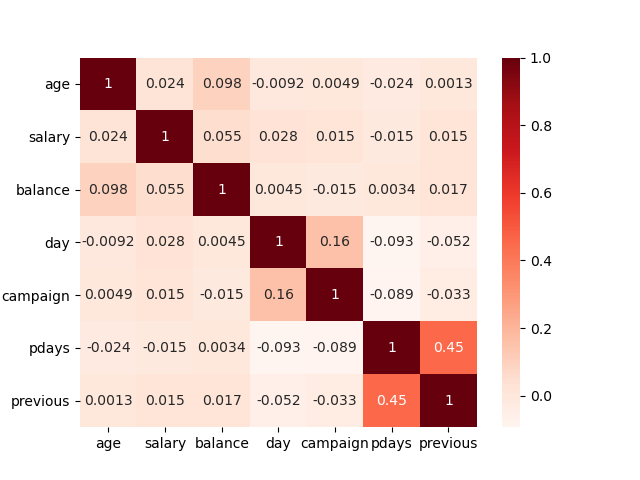 age 1 0.024 0.098 -0.0092 0.0049 -0.024 0.0013
salary 0.024 1 0.055 0.028 0.015 -0.015 0.015
balance 0.098 0.055 1 0.0045 -0.015 0.0034 0.017
day -0.0092 0.028 0.0045 1 0.16 -0.093 -0.052
campaign 0.0049 0.015 -0.015 0.16 1 -0.089 -0.033
pdays -0.024 -0.015 0.0034 -0.093 -0.089 1 0.45
previous 0.0013 0.015 0.017 -0.052 -0.033 0.45 1
age salary balance day campaign pdays previous
1.0
0.8
0.6
0.4
0.2
0.0